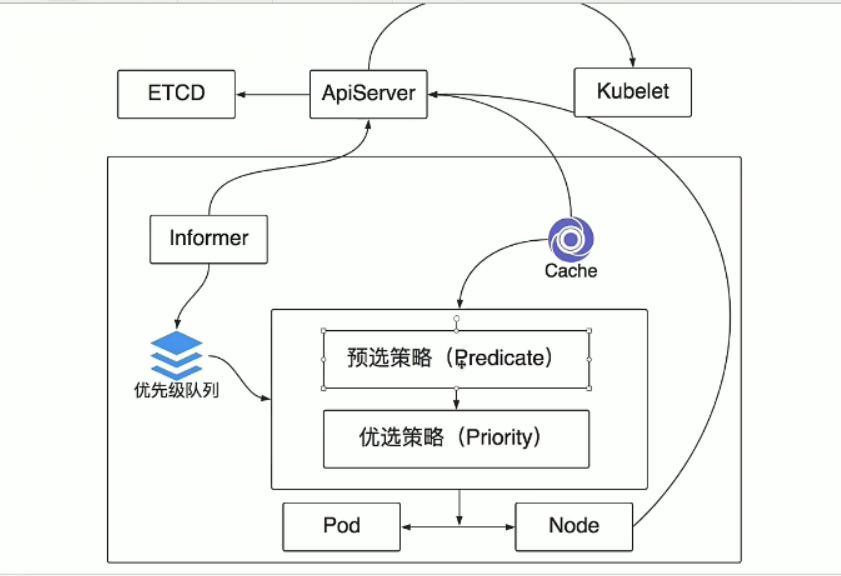 ETCD
ApiServer
Kubelet
Informer
Cache
优先级队列
预选策略（Predicate）
优选策略（Priority）
Pod
Node